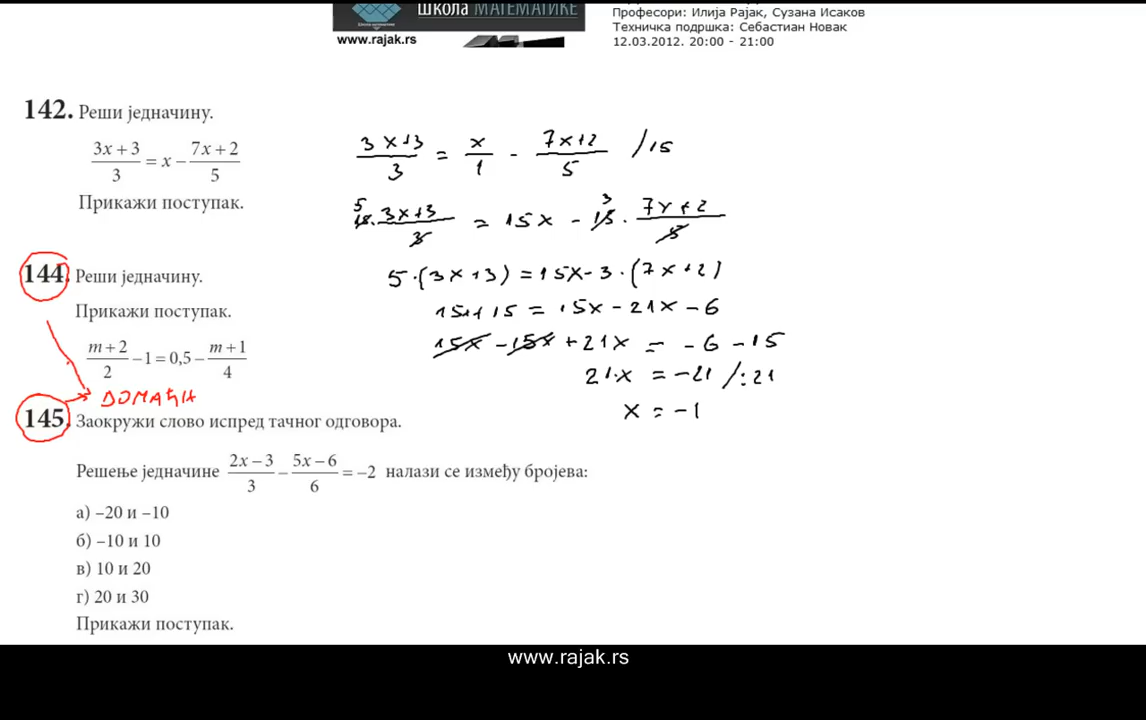 школа МАТЕМАТИКЕ
www.rajak.rs
Професори: Илија Рајак, Сузана Исаков
Техничка подршка: Себастиан Новак
12.03.2012. 20:00 - 21:00
142. Реши једначину.
(3x + 3)/3 = x − (7x + 2)/5
Прикажи поступак.
(3x+3)/3 = x/1 - (7x+2)/5 /15
5 15·(3x+3)/3 = 15x - 3 15·(7x+2)/5
5·(3x+3) = 15x - 3·(7x+2)
15x+15 = 15x - 21x - 6
15x - 15x + 21x = -6 - 15
21·x = -21 /:21
x = -1
144. Реши једначину.
Прикажи поступак.
(m + 2)/2 − 1 = 0,5 − (m + 1)/4
ДОМАЋИ
145. Заокружи слово испред тачног одговора.
Решење једначине (2x − 3)/3 − (5x − 6)/6 = −2 налази се између бројева:
а) −20 и −10
б) −10 и 10
в) 10 и 20
г) 20 и 30
Прикажи поступак.
www.rajak.rs